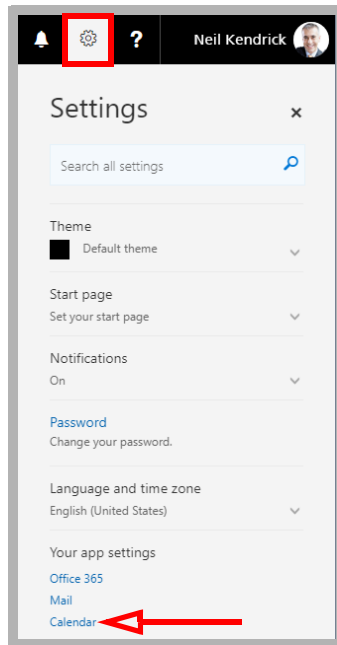 ? Neil Kendrick
Settings ×
Search all settings
Theme
Default theme
Start page
Set your start page
Notifications
On
Password
Change your password.
Language and time zone
English (United States)
Your app settings
Office 365
Mail
Calendar